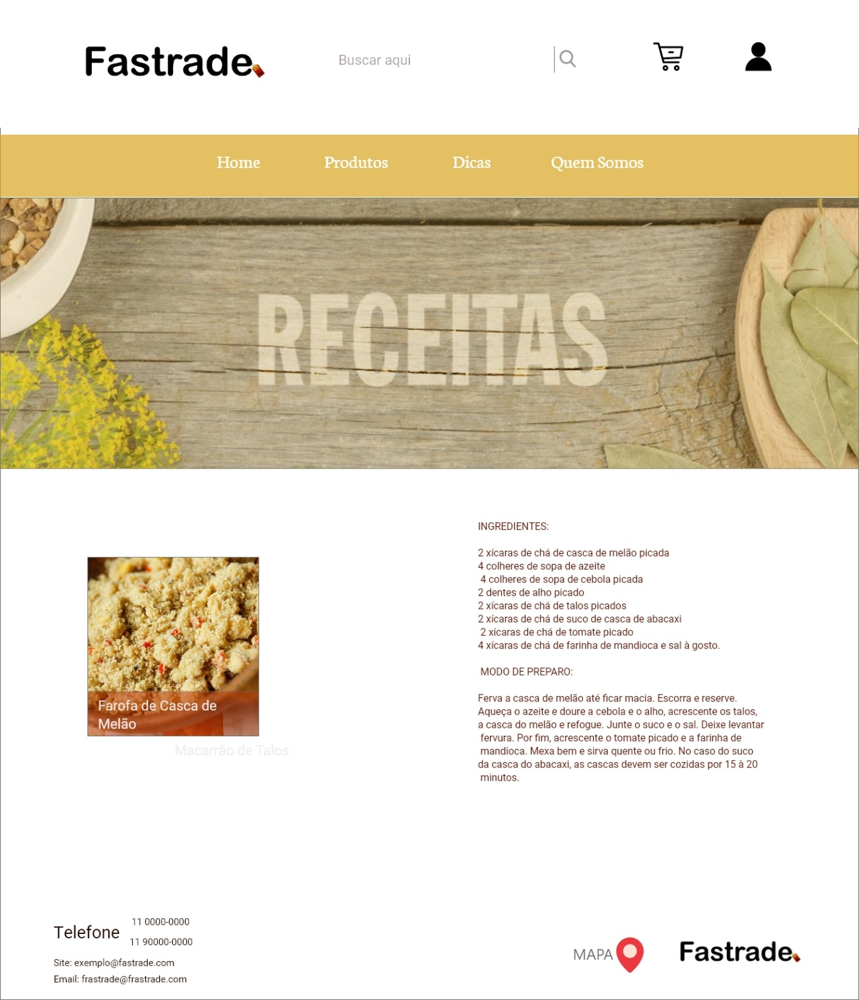 Fastrade
Buscar aqui
Home Produtos Dicas Quem Somos
RECEITAS
Farofa de Casca de
Melão
Macarrão de Talos
INGREDIENTES:
2 xícaras de chá de casca de melão picada
4 colheres de sopa de azeite
4 colheres de sopa de cebola picada
2 dentes de alho picado
2 xícaras de chá de talos picados
2 xícaras de chá de suco de casca de abacaxi
2 xícaras de chá de tomate picado
4 xícaras de chá de farinha de mandioca e sal à gosto.
MODO DE PREPARO:
Ferva a casca de melão até ficar macia. Escorra e reserve.
Aqueça o azeite e doure a cebola e o alho, acrescente os talos,
a casca do melão e refogue. Junte o suco e o sal. Deixe levantar
fervura. Por fim, acrescente o tomate picado e a farinha de
mandioca. Mexa bem e sirva quente ou frio. No caso do suco
da casca do abacaxi, as cascas devem ser cozidas por 15 à 20
minutos.
Telefone
11 0000-0000
11 90000-0000
Site: exemplo@fastrade.com
Email: frastrade@frastrade.com
MAPA
Fastrade